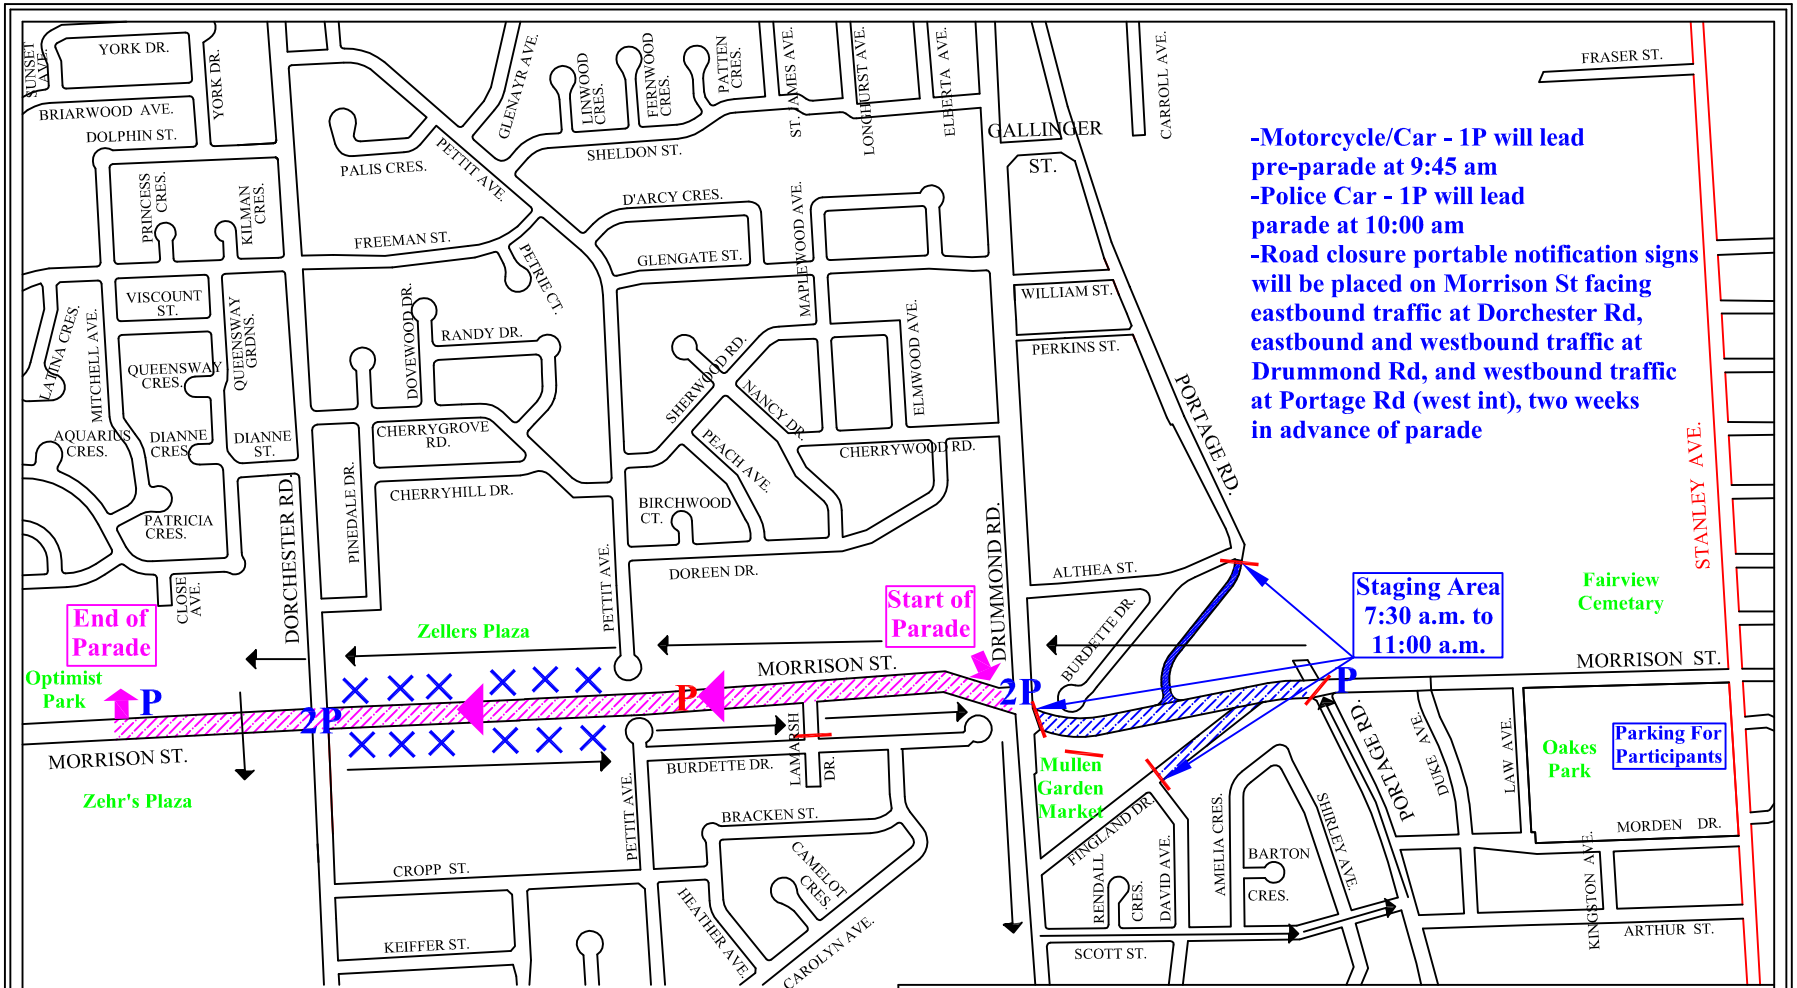 SUNSET
AVE.
YORK DR.
YORK DR.
BRIARWOOD AVE.
DOLPHIN ST.
PRINCESS
CRES.
KILMAN
CRES.
PALIS CRES.
PETTIT AVE.
GLENAYR AVE.
LINWOOD
CRES.
FERNWOOD
CRES.
PATTEN
CRES.
ST. JAMES AVE.
LONGHURST AVE.
ELBERTA AVE.
CARROLL AVE.
FRASER ST.
SHELDON ST.
GALLINGER
ST.
D'ARCY CRES.
FREEMAN ST.
PETRIE CT.
GLENGATE ST.
MAPLEWOOD AVE.
WILLIAM ST.
PERKINS ST.
-Motorcycle/Car - 1P will lead
pre-parade at 9:45 am
-Police Car - 1P will lead
parade at 10:00 am
-Road closure portable notification signs
will be placed on Morrison St facing
eastbound traffic at Dorchester Rd,
eastbound and westbound traffic at
Drummond Rd, and westbound traffic
at Portage Rd (west int), two weeks
in advance of parade
LATINA CRES.
MITCHELL AVE.
VISCOUNT
ST.
QUEENSWAY
CRES.
QUEENSWAY
GRDNS.
DOVEWOOD DR.
RANDY DR.
SHERWOOD RD.
NANCY DR.
ELMWOOD AVE.
PORTAGE RD.
STANLEY AVE.
AQUARIUS
CRES.
DIANNE
CRES.
DIANNE
ST.
CHERRYGROVE
RD.
PEACH AVE.
CHERRYWOOD RD.
CHERRYHILL DR.
PINEDALE DR.
DORCHESTER RD.
PATRICIA
CRES.
BIRCHWOOD
CT.
DRUMMOND RD.
PETTIT AVE.
DOREEN DR.
ALTHEA ST.
CLOSE
AVE.
BURDETTE DR.
End of
Parade
Zellers Plaza
Start of
Parade
Staging Area
7:30 a.m. to
11:00 a.m.
Fairview
Cemetary
Optimist
Park
MORRISON ST.
MORRISON ST.
P
2P
P
2P
P
MORRISON ST.
Zehr's Plaza
LAMARSH
DR.
BURDETTE DR.
PETTIT AVE.
BRACKEN ST.
CROPP ST.
KEIFFER ST.
HEATHER AVE.
CAMELOT
CRES.
CAROLYN AVE.
Mullen
Garden
Market
FINGLAND DR.
RENDALL
CRES.
DAVID AVE.
AMELIA CRES.
BARTON
CRES.
SHIRLEY AVE.
PORTAGE RD.
DUKE AVE.
LAW AVE.
Oakes
Park
Parking For
Participants
MORDEN DR.
KINGSTON AVE.
ARTHUR ST.
SCOTT ST.